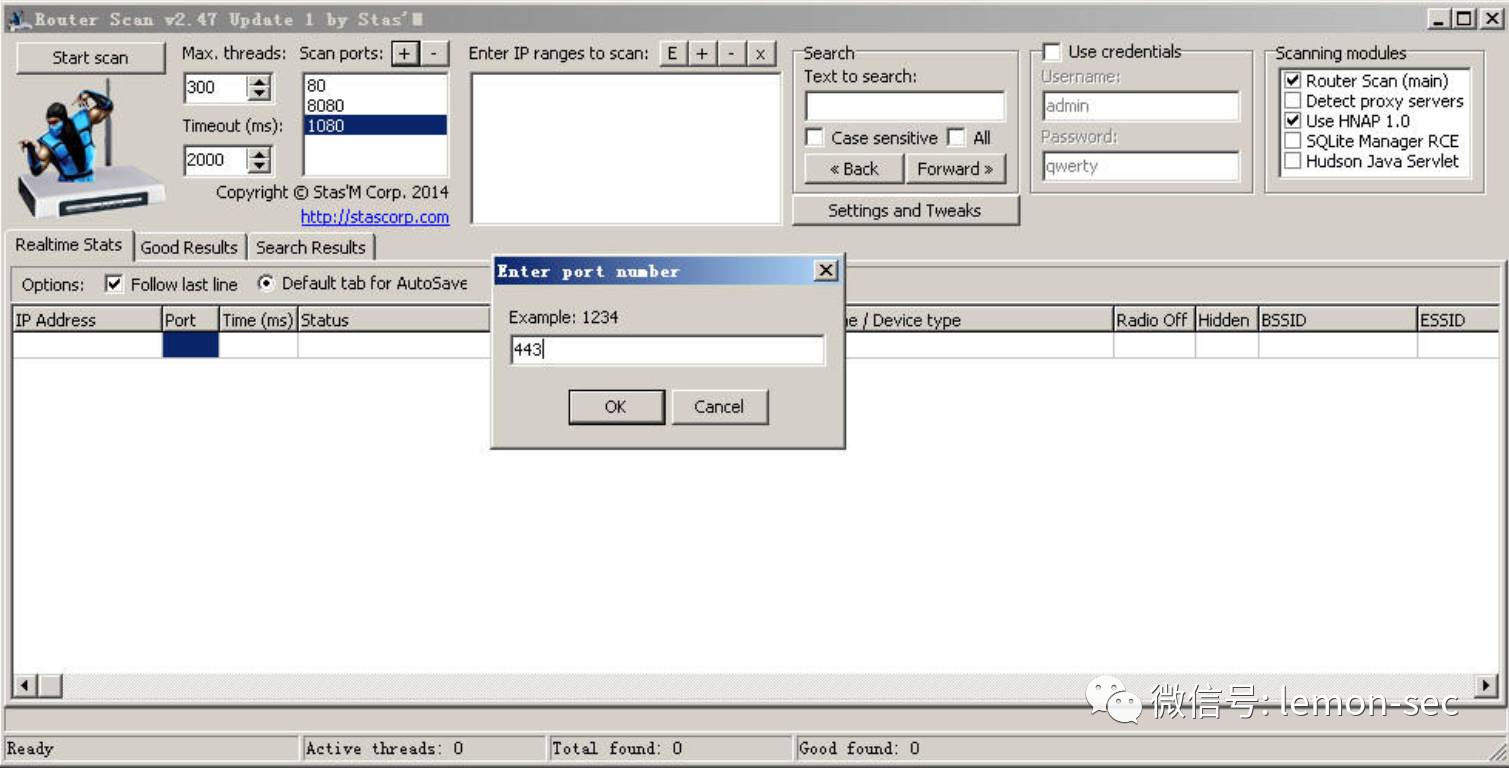 Router Scan v2.47 Update 1 by Stas'M
Start scan
Max. threads:
300
Timeout (ms):
2000
Scan ports: + -
80
8080
1080
Copyright © Stas'M Corp. 2014
http://stascorp.com
Enter IP ranges to scan: E + - x
Search
Text to search:
Case sensitive All
« Back Forward »
Settings and Tweaks
Use credentials
Username:
admin
Password:
qwerty
Scanning modules
Router Scan (main)
Detect proxy servers
Use HNAP 1.0
SQLite Manager RCE
Hudson Java Servlet
Realtime Stats Good Results Search Results
Options: Follow last line Default tab for AutoSave
IP Address Port Time (ms) Status / Device type Radio Off Hidden BSSID ESSID
Enter port number
Example: 1234
443
OK Cancel
微信号: lemon-sec
Ready Active threads: 0 Total found: 0 Good found: 0